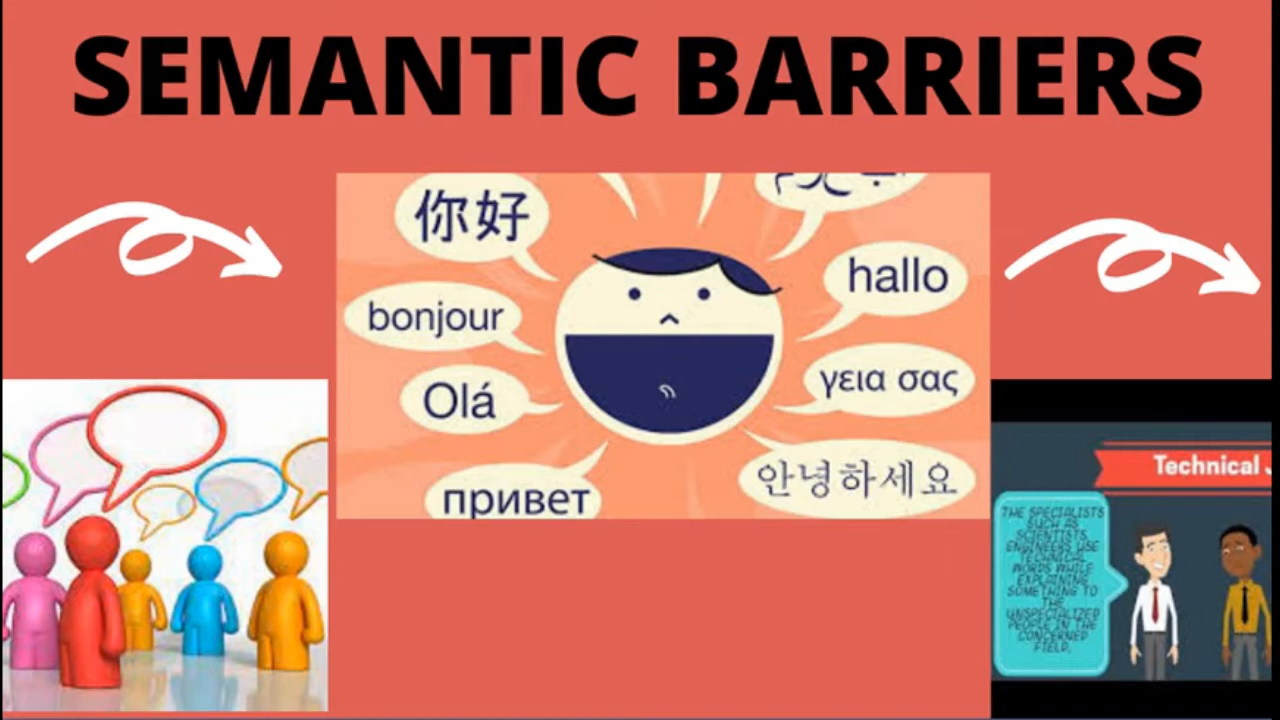 SEMANTIC BARRIERS
你好
hallo
bonjour
γεια σας
Olá
안녕하세요
привет
Technical
THE SPECIALISTS
SUCH AS
SCIENTISTS,
ENGINEERS USE
TECHNICAL
WORDS WHILE
EXPLAINING
SOMETHING TO
THE
UNSPECIALIZED
PEOPLE IN THE
CONCERNED
FIELD.